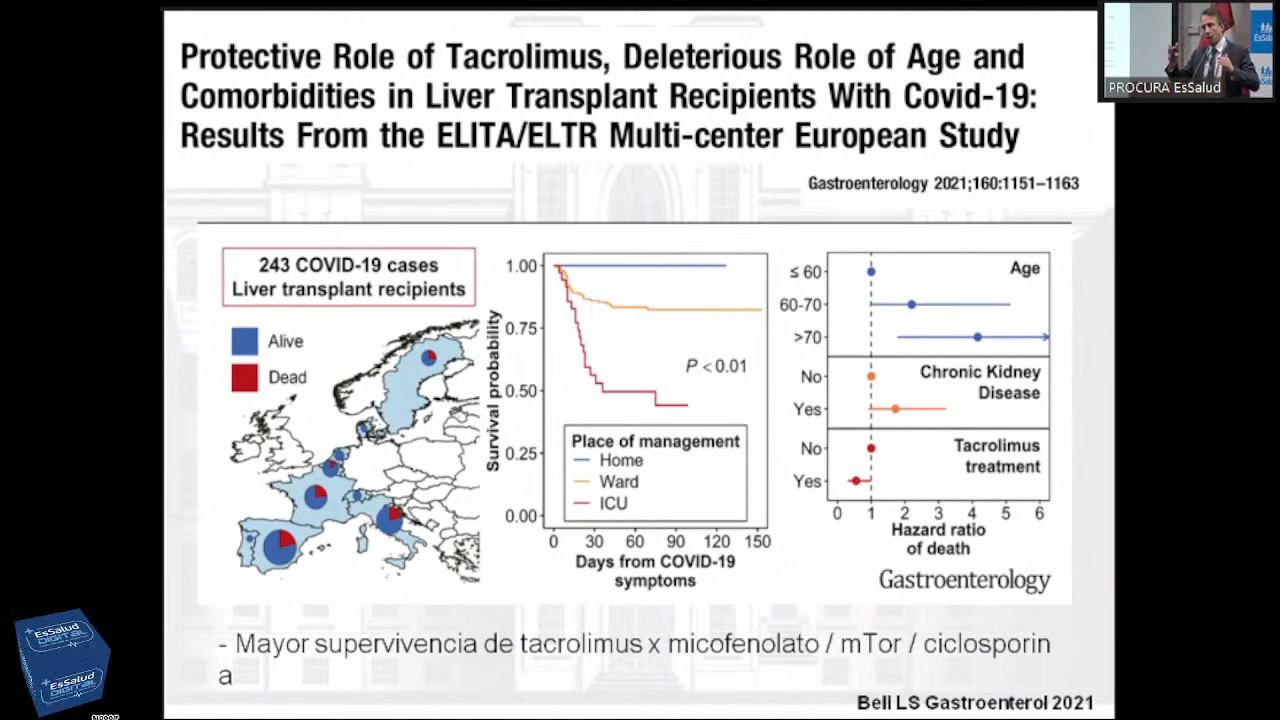 Protective Role of Tacrolimus, Deleterious Role of Age and
Comorbidities in Liver Transplant Recipients With Covid-19:
Results From the ELITA/ELTR Multi-center European Study
Gastroenterology 2021;160:1151–1163
PROCURA EsSalud
243 COVID-19 cases
Liver transplant recipients
Alive
Dead
Survival probability
1.00
0.75
0.50
0.25
0.00
P < 0.01
Place of management
Home
Ward
ICU
0 30 60 90 120 150
Days from COVID-19
symptoms
Age
≤ 60
60-70
>70
Chronic Kidney
Disease
No
Yes
Tacrolimus
treatment
No
Yes
0 1 2 3 4 5 6
Hazard ratio
of death
Gastroenterology
- Mayor supervivencia de tacrolimus x micofenolato / mTor / ciclosporin
a
Bell LS Gastroenterol 2021
EsSalud
DIGITAL
EsSalud
DIGITAL